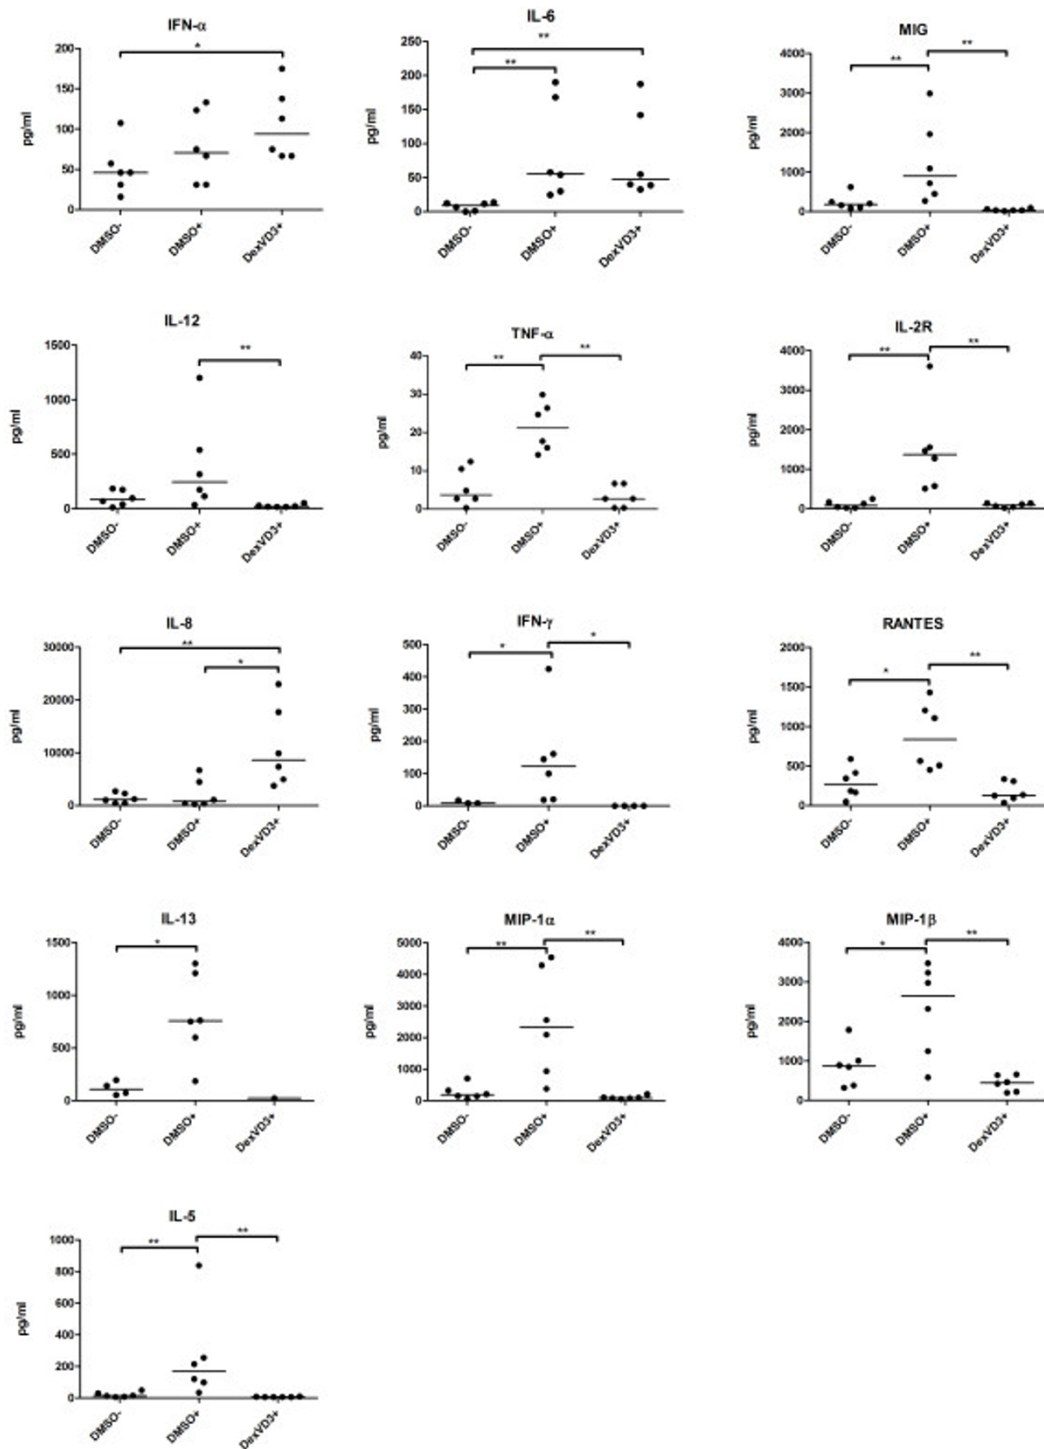 IFN-α
pg/ml
200
150
100
50
0
*
DMSO-
DMSO+
DexVD3+
IL-6
pg/ml
250
200
150
100
50
0
**
**
DMSO-
DMSO+
DexVD3+
MIG
pg/ml
4000
3000
2000
1000
0
**
**
DMSO-
DMSO+
DexVD3+
IL-12
pg/ml
1500
1000
500
0
**
DMSO-
DMSO+
DexVD3+
TNF-α
pg/ml
40
30
20
10
0
**
**
DMSO-
DMSO+
DexVD3+
IL-2R
pg/ml
4000
3000
2000
1000
0
**
**
DMSO-
DMSO+
DexVD3+
IL-8
pg/ml
30000
20000
10000
0
**
*
DMSO-
DMSO+
DexVD3+
IFN-γ
pg/ml
500
400
300
200
100
0
*
*
DMSO-
DMSO+
DexVD3+
RANTES
pg/ml
2000
1500
1000
500
0
*
**
DMSO-
DMSO+
DexVD3+
IL-13
pg/ml
1500
1000
500
0
*
DMSO-
DMSO+
DexVD3+
MIP-1α
pg/ml
5000
4000
3000
2000
1000
0
**
**
DMSO-
DMSO+
DexVD3+
MIP-1β
pg/ml
4000
3000
2000
1000
0
*
**
DMSO-
DMSO+
DexVD3+
IL-5
pg/ml
1000
800
600
400
200
0
**
**
DMSO-
DMSO+
DexVD3+